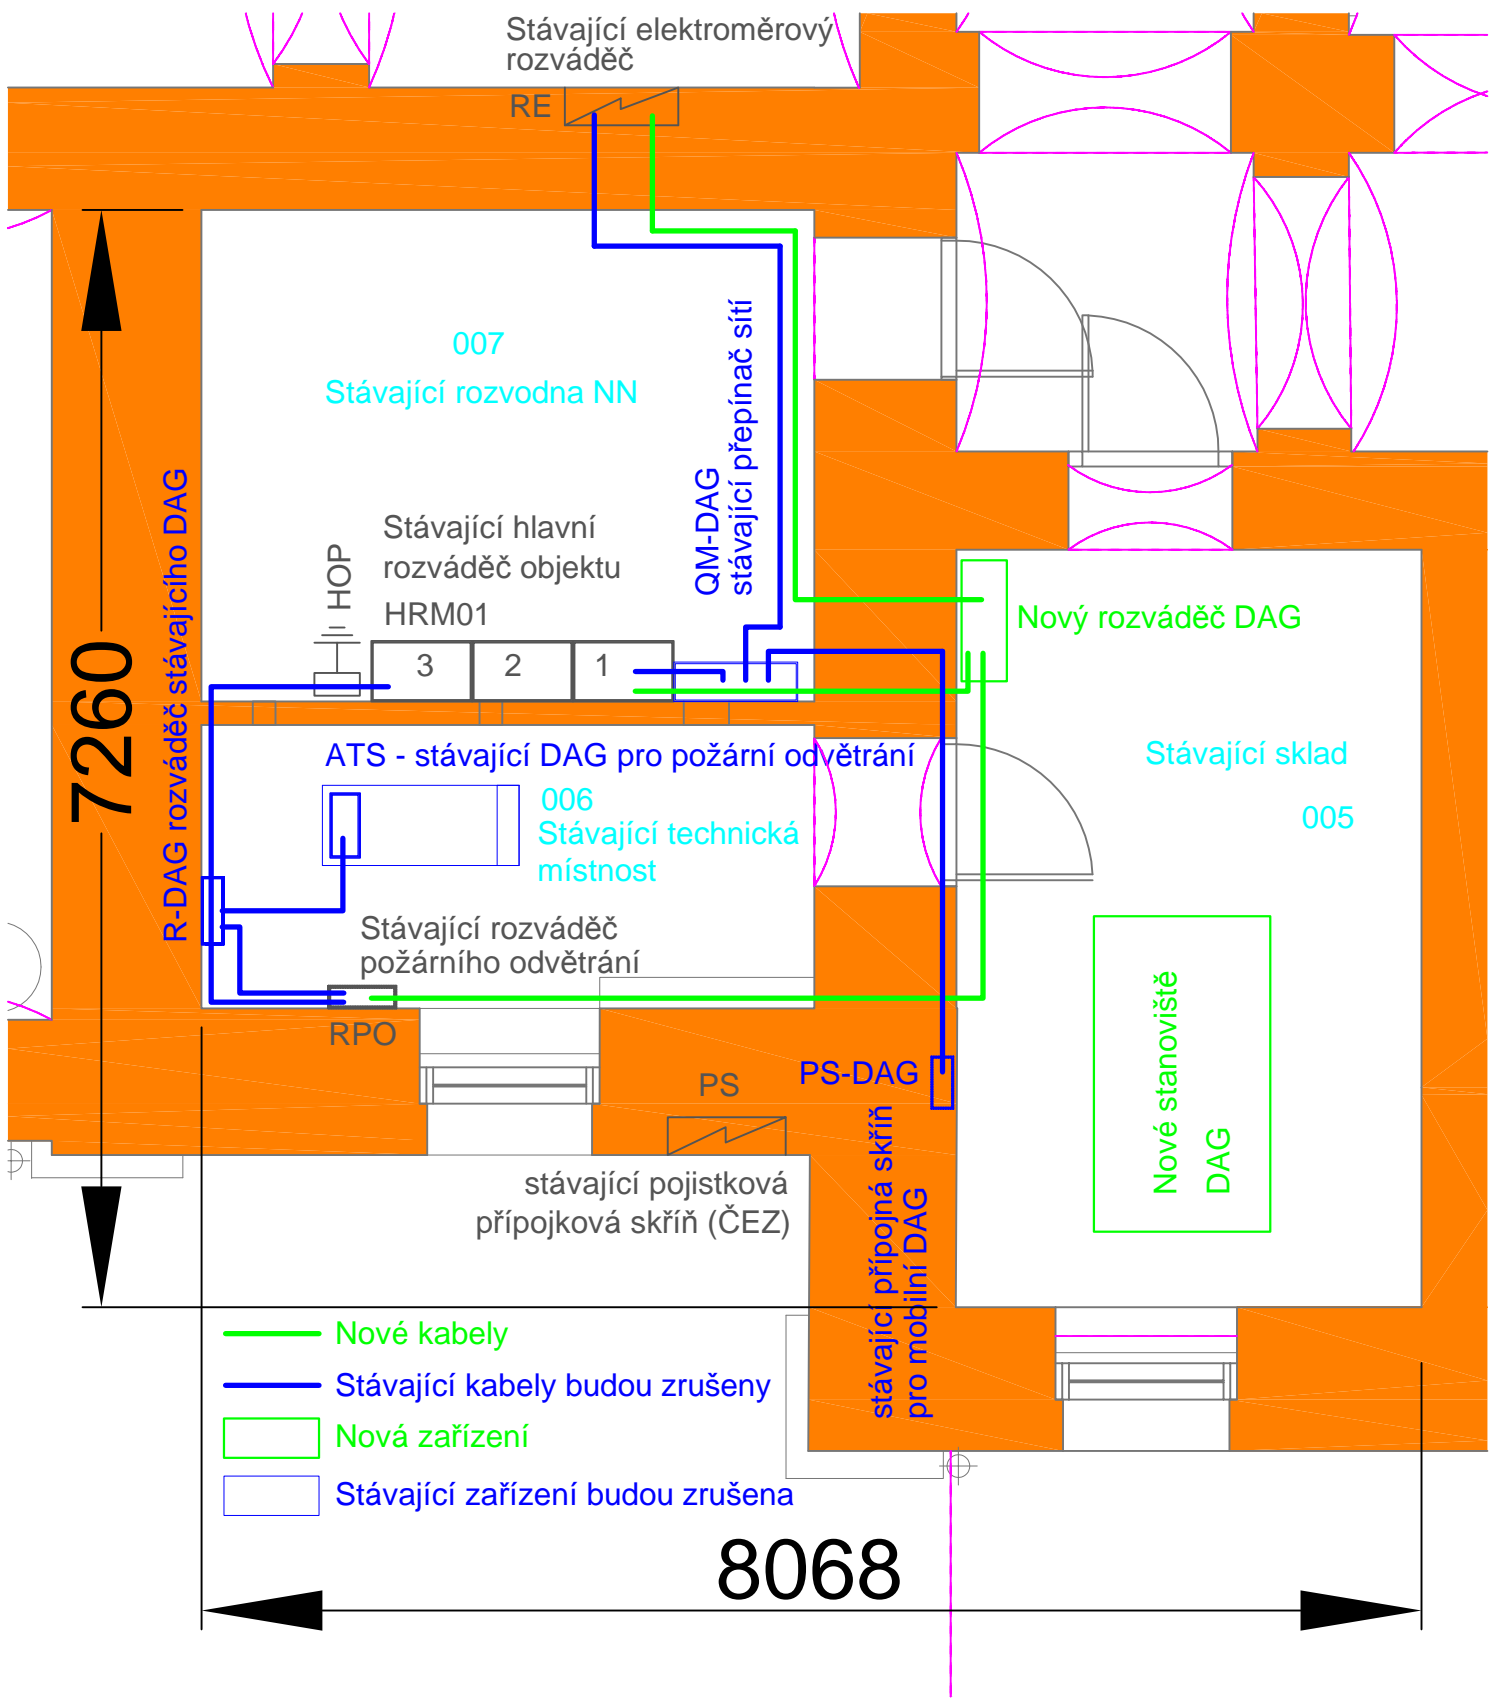 Stávající elektroměrový
rozváděč
RE
007
Stávající rozvodna NN
QM-DAG
stávající přepínač sítí
R-DAG rozváděč stávajícího DAG
HOP
Stávající hlavní
rozváděč objektu
HRM01
3
2
1
Nový rozváděč DAG
7260
ATS - stávající DAG pro požární odvětrání
006
Stávající technická
místnost
Stávající sklad
005
Stávající rozváděč
požárního odvětrání
RPO
PS
PS-DAG
stávající pojistková
přípojková skříň (ČEZ)
stávající přípojná skříň
pro mobilní DAG
Nové stanoviště
DAG
Nové kabely
Stávající kabely budou zrušeny
Nová zařízení
Stávající zařízení budou zrušena
8068